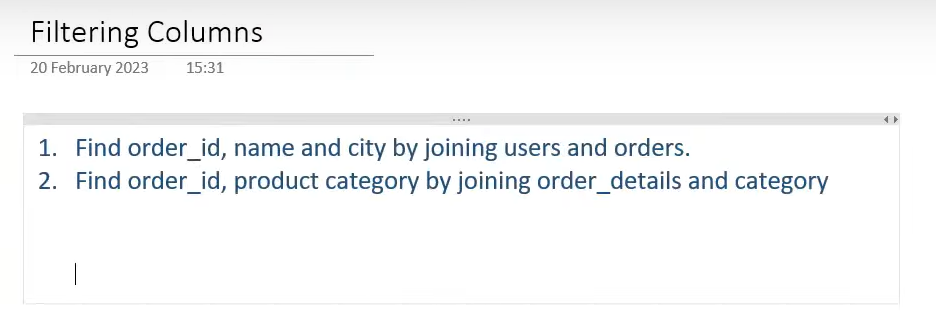 Filtering Columns
20 February 2023 15:31
1. Find order_id, name and city by joining users and orders.
2. Find order_id, product category by joining order_details and category